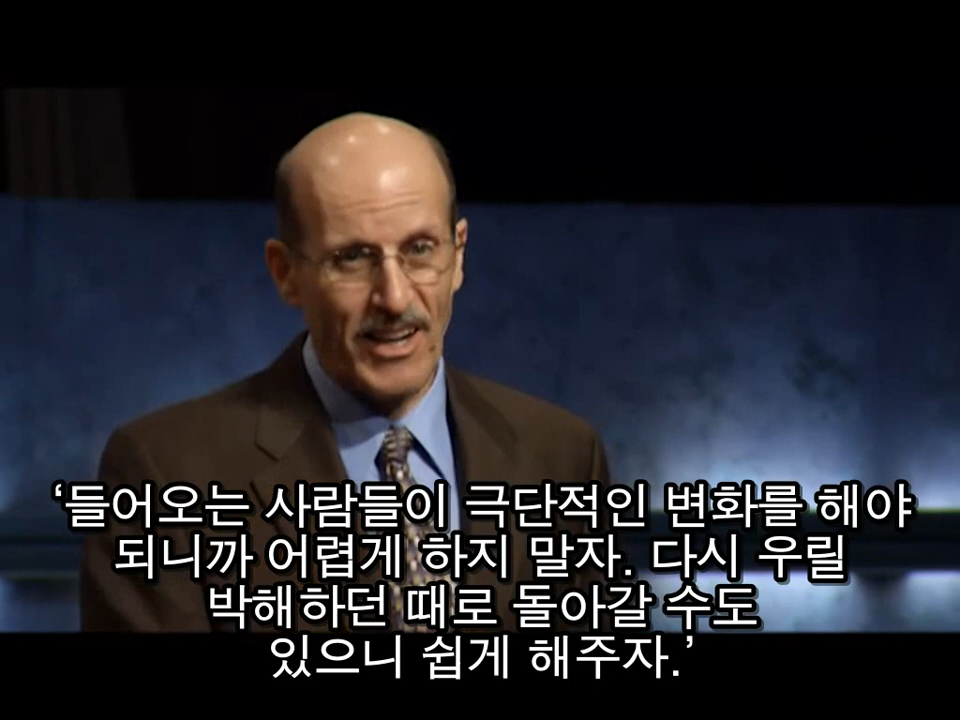 ‘들어오는 사람들이 극단적인 변화를 해야
되니까 어렵게 하지 말자. 다시 우릴
박해하던 때로 돌아갈 수도
있으니 쉽게 해주자.’